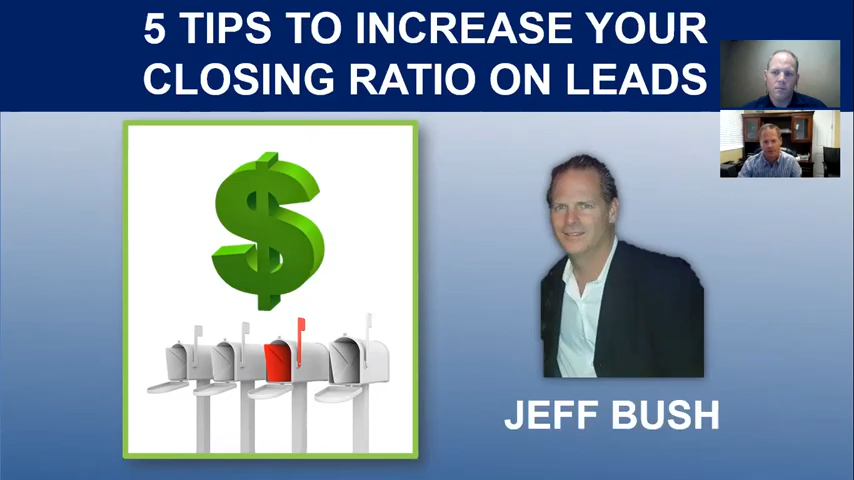 5 TIPS TO INCREASE YOUR
CLOSING RATIO ON LEADS
JEFF BUSH